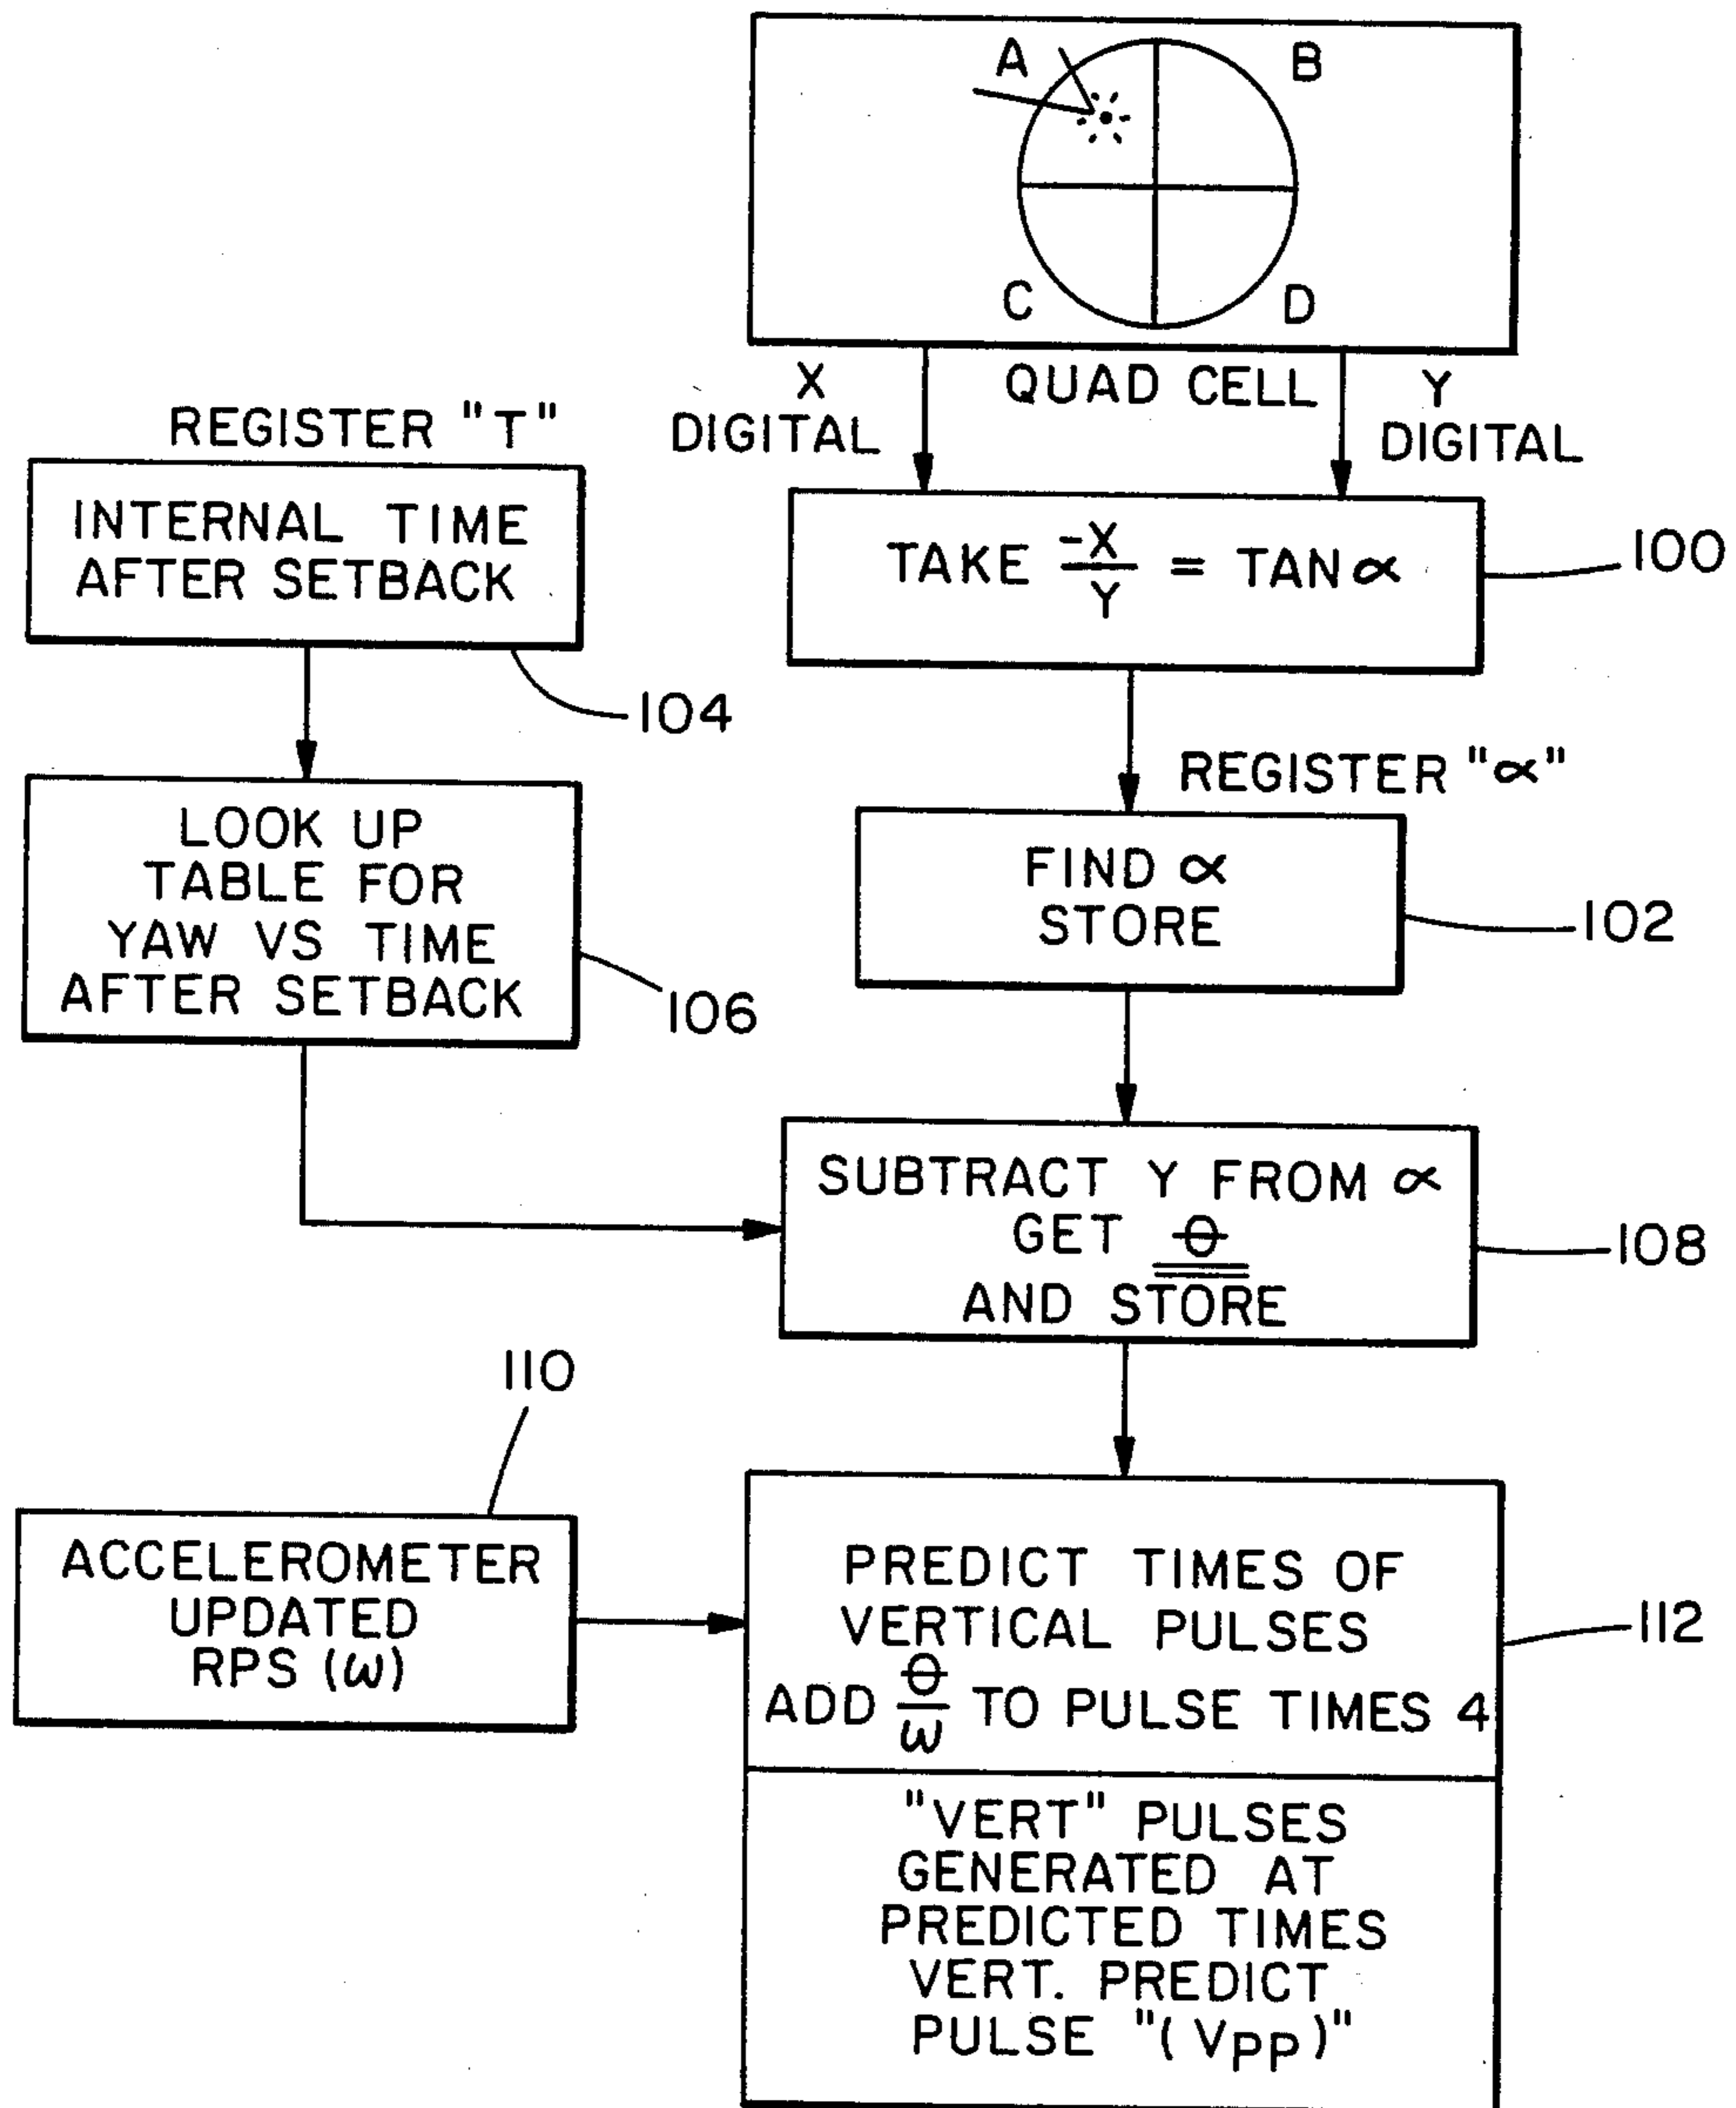 A
B
C
D
X
DIGITAL
QUAD CELL
Y
DIGITAL
REGISTER "T"
INTERNAL TIME
AFTER SETBACK
104
TAKE -X/Y = TAN α
100
LOOK UP
TABLE FOR
YAW VS TIME
AFTER SETBACK
106
REGISTER "α"
FIND α
STORE
102
SUBTRACT Y FROM α
GET θ
AND STORE
108
110
ACCELEROMETER
UPDATED
RPS (ω)
PREDICT TIMES OF
VERTICAL PULSES
ADD θ/ω TO PULSE TIMES 4
112
"VERT" PULSES
GENERATED AT
PREDICTED TIMES
VERT. PREDICT
PULSE "(VPP)"